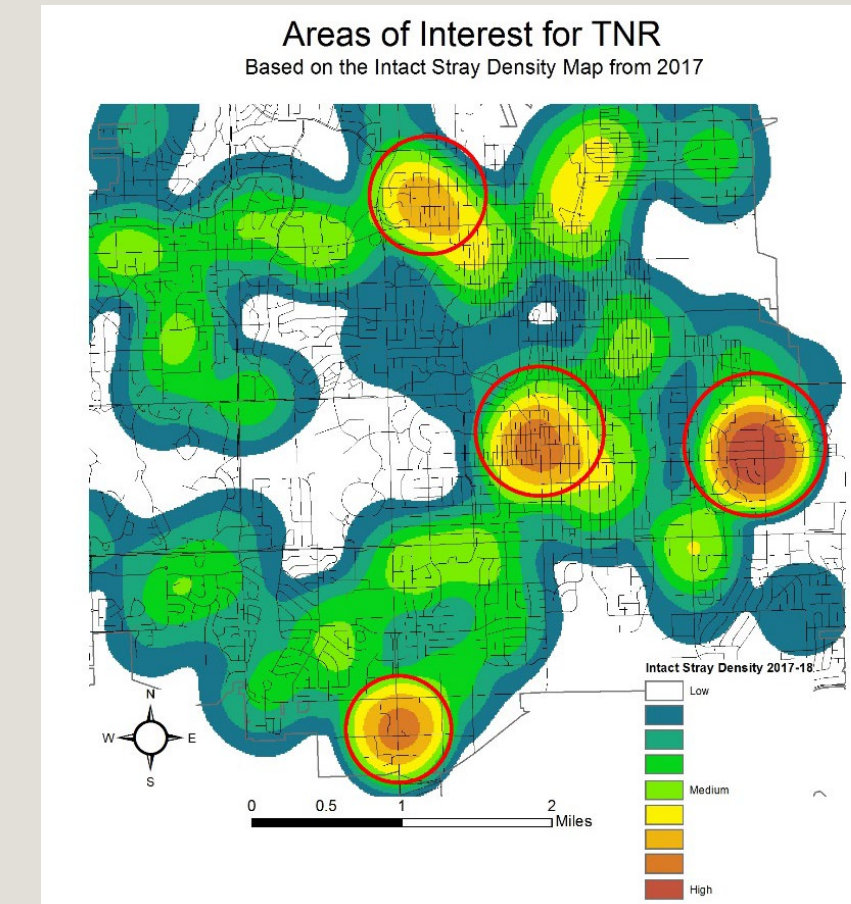 Areas of Interest for TNR
Based on the Intact Stray Density Map from 2017
Intact Stray Density 2017-18
Low
Medium
High
N
W E
S
0 0.5 1 2
Miles